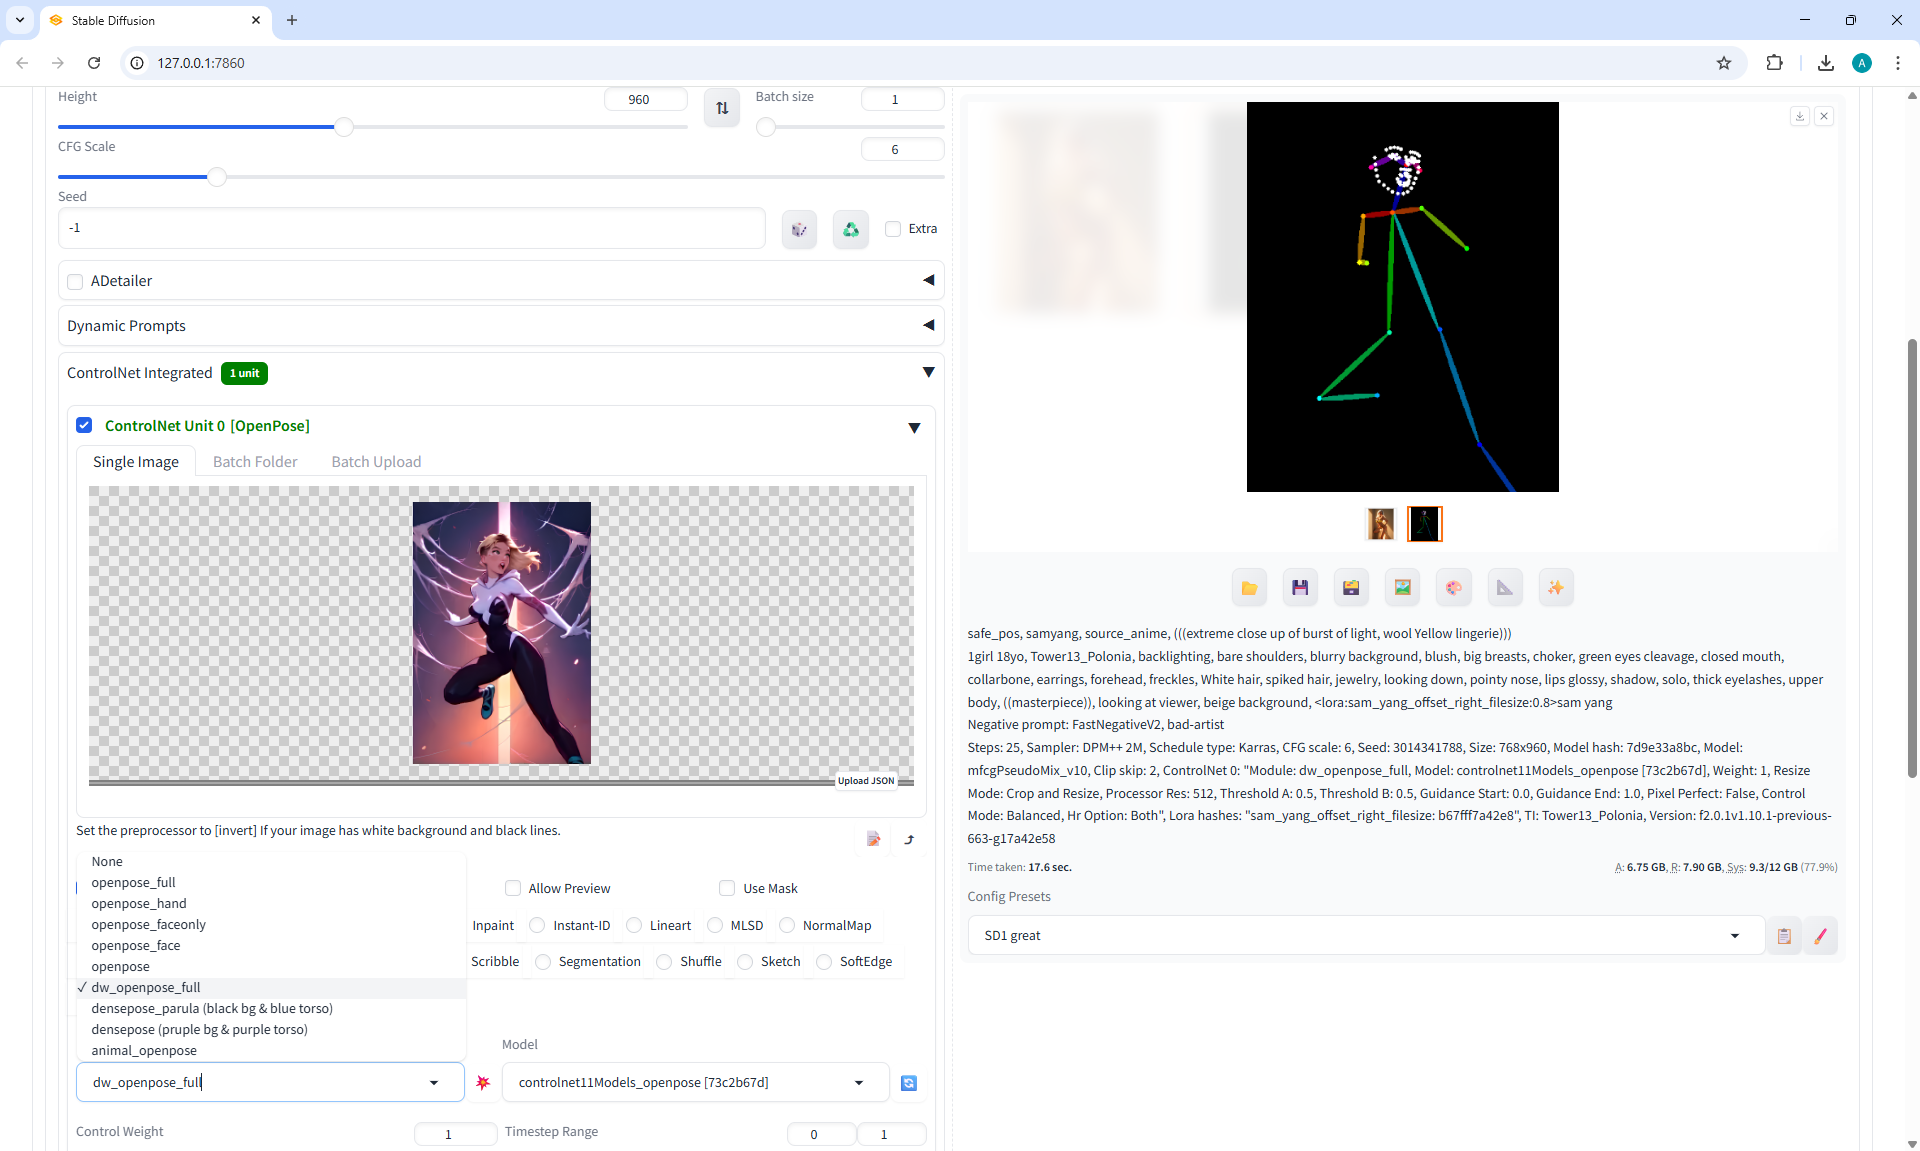 Stable Diffusion
127.0.0.1:7860
A
Height
960
Batch size
1
CFG Scale
6
Seed
-1
Extra
ADetailer
Dynamic Prompts
ControlNet Integrated
1 unit
ControlNet Unit 0 [OpenPose]
Single Image
Batch Folder
Batch Upload
Upload JSON
Set the preprocessor to [invert] If your image has white background and black lines.
None
openpose_full
openpose_hand
openpose_faceonly
openpose_face
openpose
✓ dw_openpose_full
densepose_parula (black bg & blue torso)
densepose (pruple bg & purple torso)
animal_openpose
Allow Preview
Use Mask
Inpaint
Instant-ID
Lineart
MLSD
NormalMap
Scribble
Segmentation
Shuffle
Sketch
SoftEdge
dw_openpose_full
Model
controlnet11Models_openpose [73c2b67d]
Control Weight
1
Timestep Range
0
1
safe_pos, samyang, source_anime, (((extreme close up of burst of light, wool Yellow lingerie)))
1girl 18yo, Tower13_Polonia, backlighting, bare shoulders, blurry background, blush, big breasts, choker, green eyes cleavage, closed mouth,
collarbone, earrings, forehead, freckles, White hair, spiked hair, jewelry, looking down, pointy nose, lips glossy, shadow, solo, thick eyelashes, upper
body, ((masterpiece)), looking at viewer, beige background, <lora:sam_yang_offset_right_filesize:0.8>sam yang
Negative prompt: FastNegativeV2, bad-artist
Steps: 25, Sampler: DPM++ 2M, Schedule type: Karras, CFG scale: 6, Seed: 3014341788, Size: 768x960, Model hash: 7d9e33a8bc, Model:
mfcgPseudoMix_v10, Clip skip: 2, ControlNet 0: "Module: dw_openpose_full, Model: controlnet11Models_openpose [73c2b67d], Weight: 1, Resize
Mode: Crop and Resize, Processor Res: 512, Threshold A: 0.5, Threshold B: 0.5, Guidance Start: 0.0, Guidance End: 1.0, Pixel Perfect: False, Control
Mode: Balanced, Hr Option: Both", Lora hashes: "sam_yang_offset_right_filesize: b67fff7a42e8", TI: Tower13_Polonia, Version: f2.0.1v1.10.1-previous-
663-g17a42e58
Time taken: 17.6 sec.
A: 6.75 GB, R: 7.90 GB, Sys: 9.3/12 GB (77.9%)
Config Presets
SD1 great